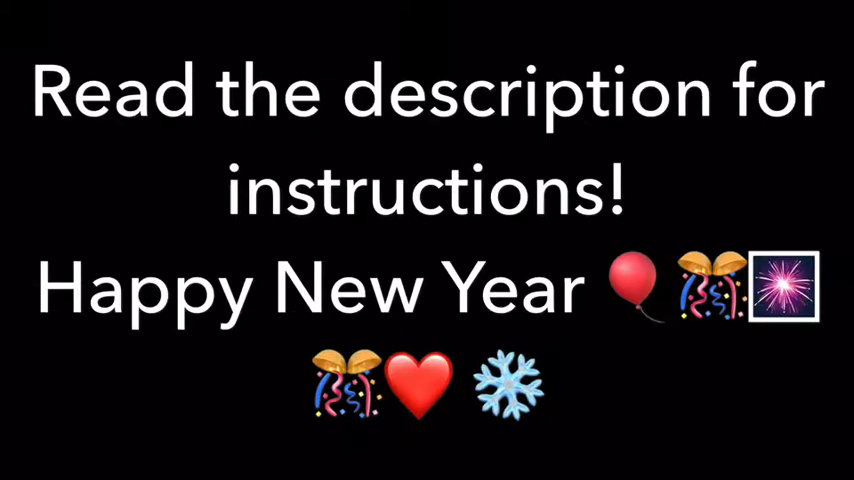 Read the description for
instructions!
Happy New Year 🎈🎊🎆
🎊❤️ ❄️